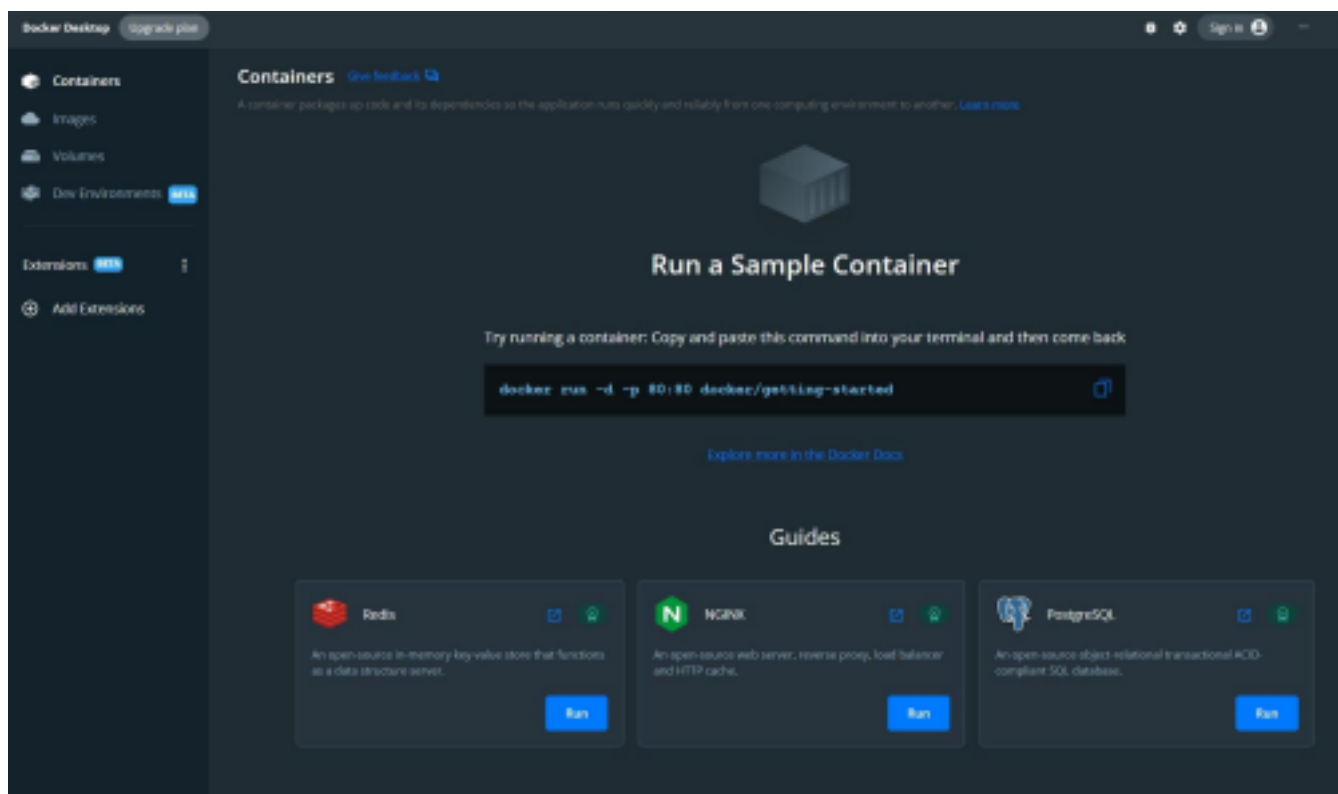 Docker Desktop Upgrade plan
Sign in
Containers
Images
Volumes
Dev Environments BETA
Extensions BETA
Add Extensions
Containers Give feedback
A container packages up code and its dependencies so the application runs quickly and reliably from one computing environment to another. Learn more
Run a Sample Container
Try running a container: Copy and paste this command into your terminal and then come back
docker run -d -p 80:80 docker/getting-started
Explore more in the Docker Docs
Guides
Redis
An open-source in-memory key-value store that functions
as a data structure server.
Run
NGINX
An open-source web server, reverse proxy, load balancer
and HTTP cache.
Run
PostgreSQL
An open-source object-relational transactional ACID-
compliant SQL database.
Run